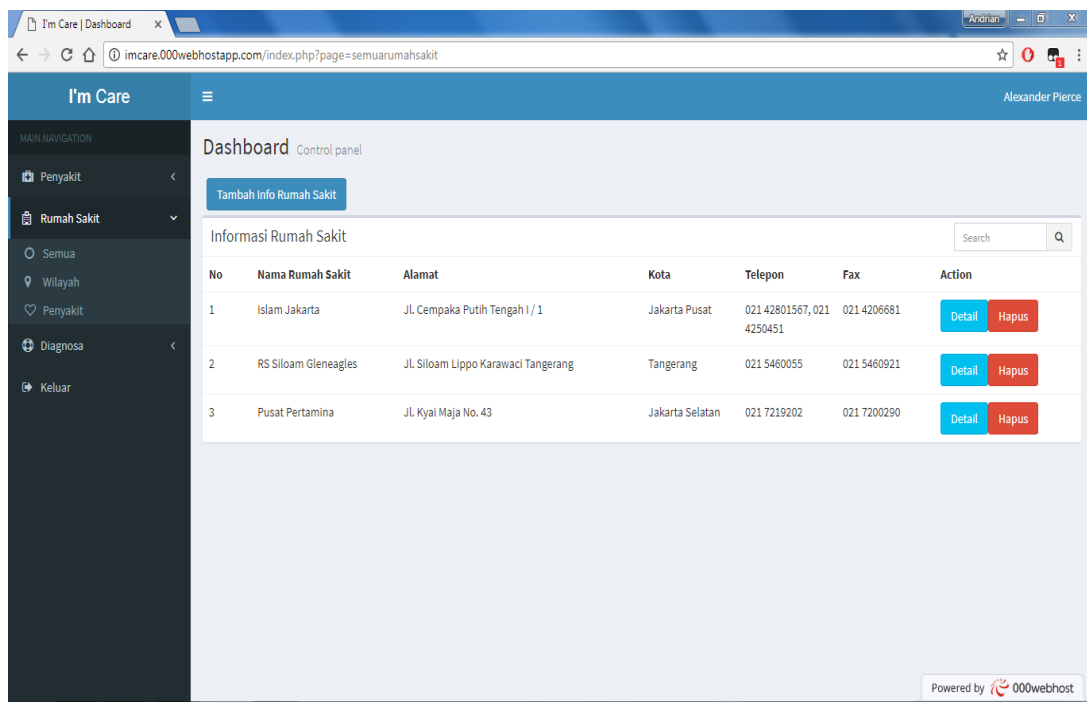 I'm Care | Dashboard
Andrian
imcare.000webhostapp.com/index.php?page=semuarumahsakit
1
I'm Care
Alexander Pierce
MAIN NAVIGATION
Dashboard Control panel
Penyakit
Tambah Info Rumah Sakit
Rumah Sakit
Informasi Rumah Sakit
Search
Semua
Wilayah
Penyakit
Diagnosa
Keluar
No Nama Rumah Sakit Alamat Kota Telepon Fax Action
1 Islam Jakarta Jl. Cempaka Putih Tengah I / 1 Jakarta Pusat 021 42801567, 021 4206681 Detail Hapus
4250451
2 RS Siloam Gleneagles Jl. Siloam Lippo Karawaci Tangerang Tangerang 021 5460055 021 5460921 Detail Hapus
3 Pusat Pertamina Jl. Kyai Maja No. 43 Jakarta Selatan 021 7219202 021 7200290 Detail Hapus
Powered by 000webhost